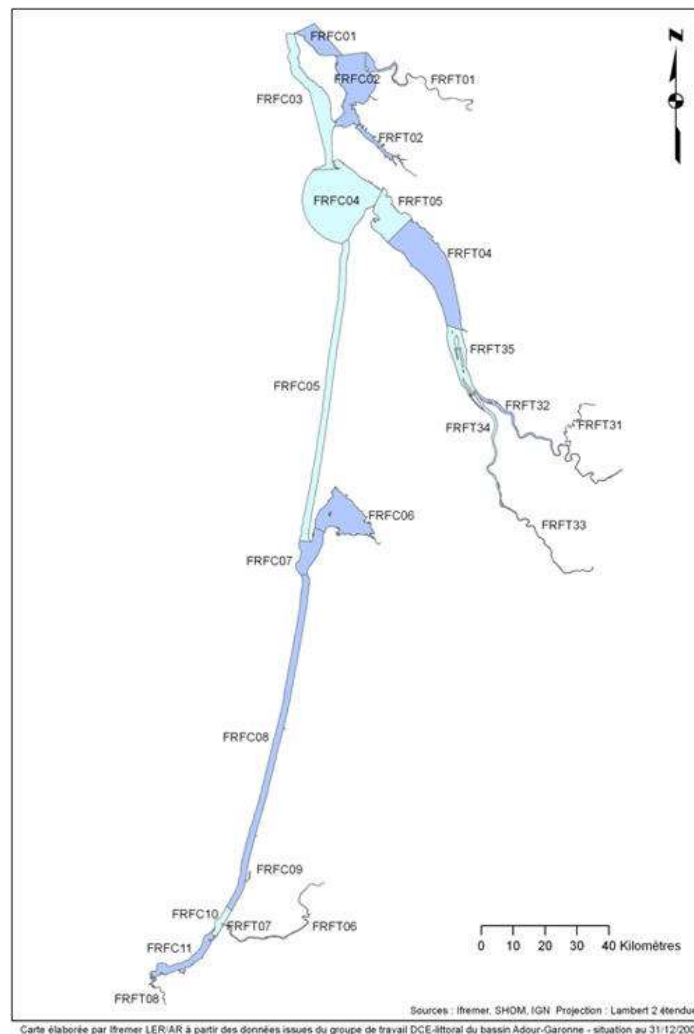 FRFC01
N
FRFC02
FRFT01
FRFC03
FRFT02
FRFC04
FRFT05
FRFT04
FRFT35
FRFC05
FRFT32
FRFT34
FRFT31
FRFC06
FRFT33
FRFC07
FRFC08
FRFC09
FRFC10
FRFT07
FRFT06
FRFC11
FRFT08
0 10 20 30 40 Kilomètres
Sources : Ifremer, SHOM, IGN Projection : Lambert 2 étendu
Carte élaborée par Ifremer LER/AR à partir des données issues du groupe de travail DCE-littoral du bassin Adour-Garonne - situation au